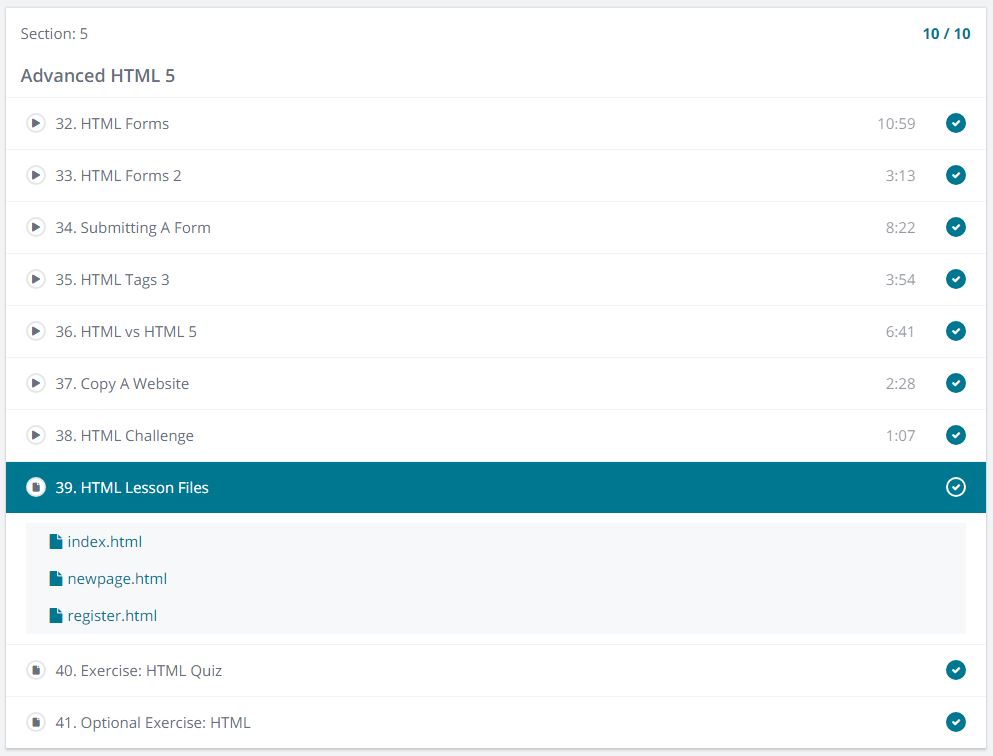 Section: 5 10 / 10
Advanced HTML 5
32. HTML Forms 10:59
33. HTML Forms 2 3:13
34. Submitting A Form 8:22
35. HTML Tags 3 3:54
36. HTML vs HTML 5 6:41
37. Copy A Website 2:28
38. HTML Challenge 1:07
39. HTML Lesson Files
index.html
newpage.html
register.html
40. Exercise: HTML Quiz
41. Optional Exercise: HTML